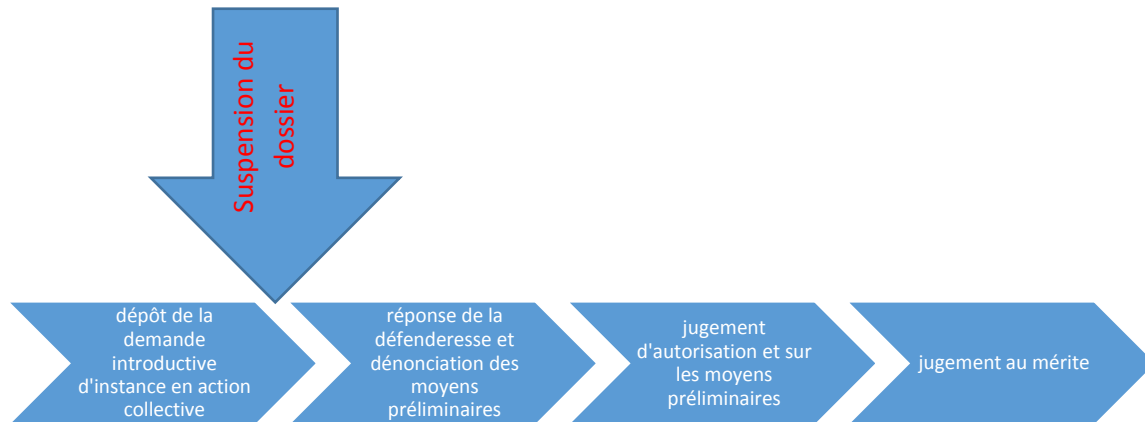 Suspension du
dossier
dépôt de la
demande
introductive
d'instance en action
collective
réponse de la
défenderesse et
dénonciation des
moyens
préliminaires
jugement
d'autorisation et sur
les moyens
préliminaires
jugement au mérite